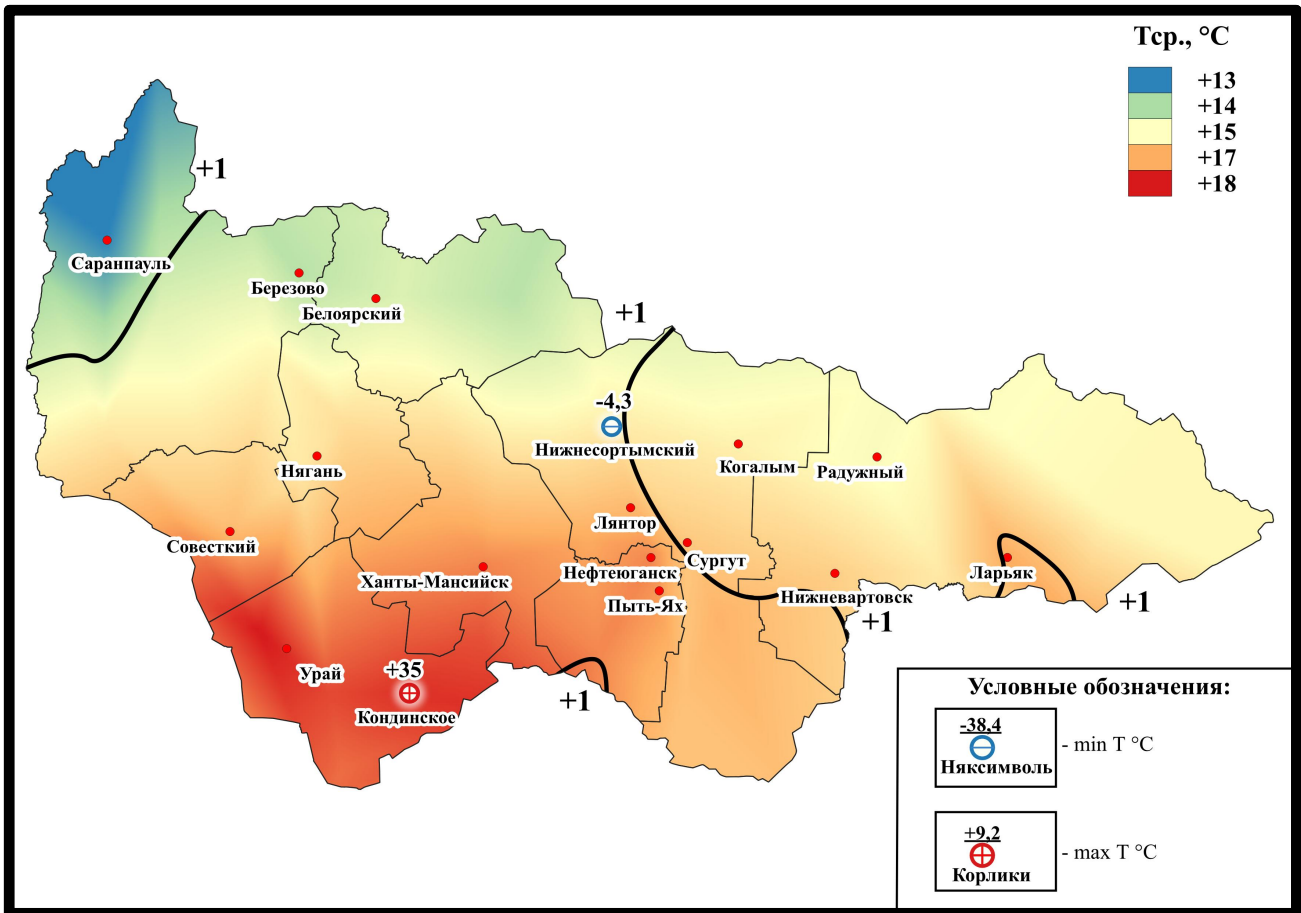 Тср., °С
+13
+14
+15
+17
+18
+1
Саранпауль
Березово
Белоярский
+1
-4,3
Нижнесортымский
Когалым
Радужный
Нягань
Лянтор
Совесткий
Сургут
Ханты-Мансийск
Нефтеюганск
Ларьяк
Пыть-Ях
Нижневартовск
+1
+1
Урай
+35
Кондинское
+1
Условные обозначения:
-38,4
Няксимволь
- min T °C
+9,2
Корлики
- max T °C